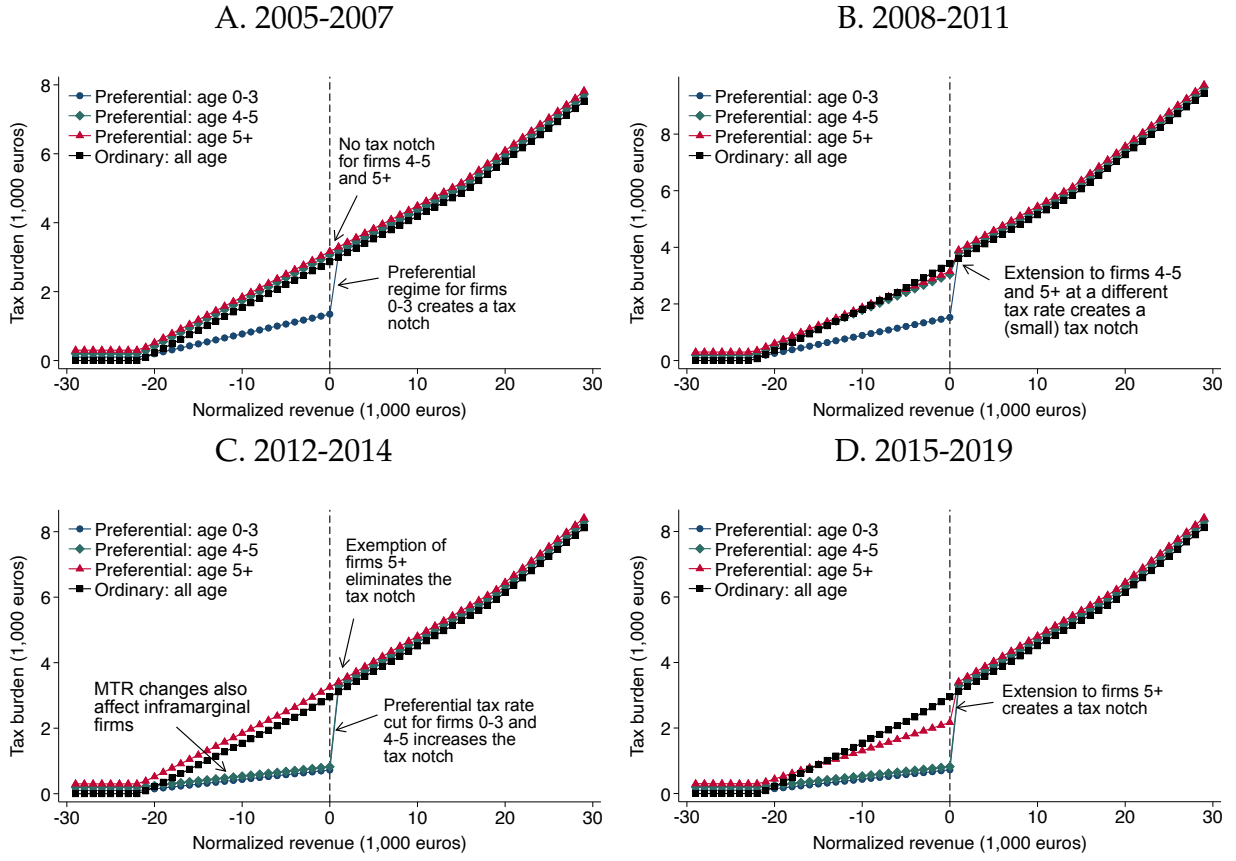 A. 2005-2007
Tax burden (1,000 euros)
8
6
4
2
0
Preferential: age 0-3
Preferential: age 4-5
Preferential: age 5+
Ordinary: all age
No tax notch
for firms 4-5
and 5+
Preferential
regime for firms
0-3 creates a tax
notch
-30 -20 -10 0 10 20 30
Normalized revenue (1,000 euros)
B. 2008-2011
Tax burden (1,000 euros)
8
6
4
2
0
Preferential: age 0-3
Preferential: age 4-5
Preferential: age 5+
Ordinary: all age
Extension to firms 4-5
and 5+ at a different
tax rate creates a
(small) tax notch
-30 -20 -10 0 10 20 30
Normalized revenue (1,000 euros)
C. 2012-2014
Tax burden (1,000 euros)
8
6
4
2
0
Preferential: age 0-3
Preferential: age 4-5
Preferential: age 5+
Ordinary: all age
Exemption of
firms 5+
eliminates the
tax notch
MTR changes also
affect inframarginal
firms
Preferential tax rate
cut for firms 0-3 and
4-5 increases the
tax notch
-30 -20 -10 0 10 20 30
Normalized revenue (1,000 euros)
D. 2015-2019
Tax burden (1,000 euros)
8
6
4
2
0
Preferential: age 0-3
Preferential: age 4-5
Preferential: age 5+
Ordinary: all age
Extension to firms 5+
creates a tax notch
-30 -20 -10 0 10 20 30
Normalized revenue (1,000 euros)